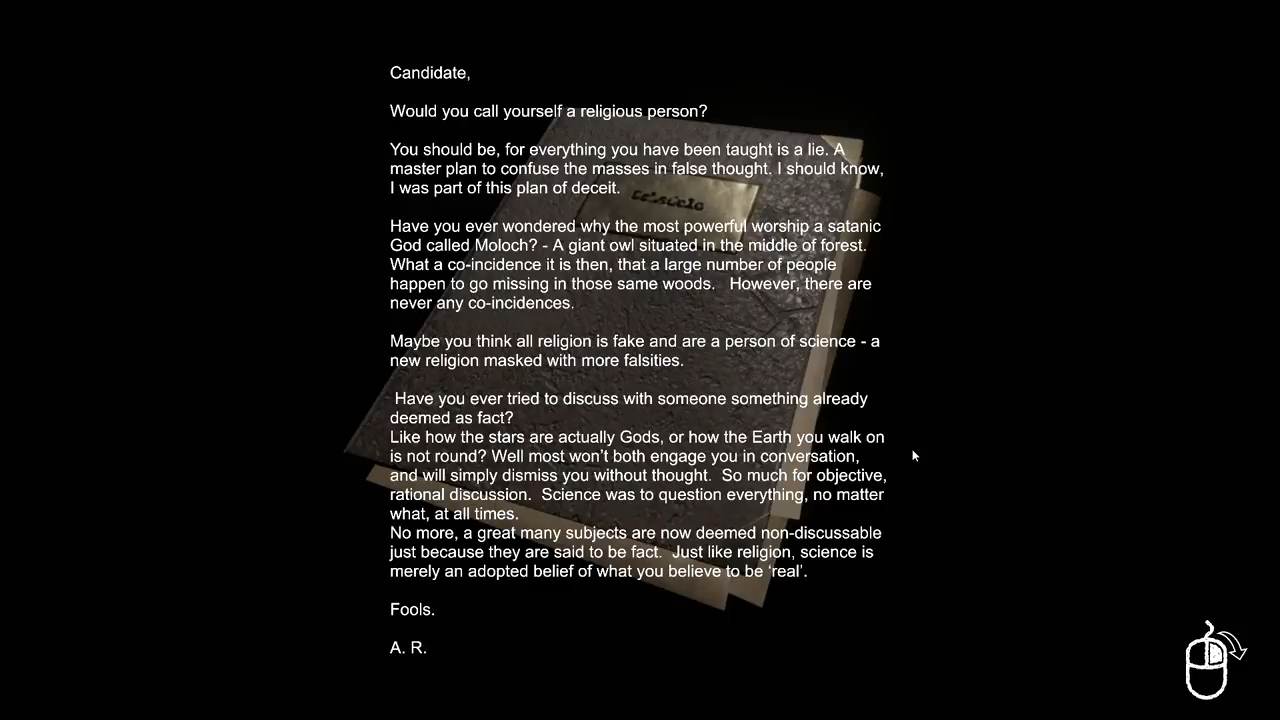 Candidate,
Would you call yourself a religious person?
You should be, for everything you have been taught is a lie. A
master plan to confuse the masses in false thought. I should know,
I was part of this plan of deceit.
Have you ever wondered why the most powerful worship a satanic
God called Moloch? - A giant owl situated in the middle of forest.
What a co-incidence it is then, that a large number of people
happen to go missing in those same woods.   However, there are
never any co-incidences.
Maybe you think all religion is fake and are a person of science - a
new religion masked with more falsities.
Have you ever tried to discuss with someone something already
deemed as fact?
Like how the stars are actually Gods, or how the Earth you walk on
is not round? Well most won't both engage you in conversation,
and will simply dismiss you without thought.  So much for objective,
rational discussion.  Science was to question everything, no matter
what, at all times.
No more, a great many subjects are now deemed non-discussable
just because they are said to be fact.  Just like religion, science is
merely an adopted belief of what you believe to be ‘real’.
Fools.
A. R.